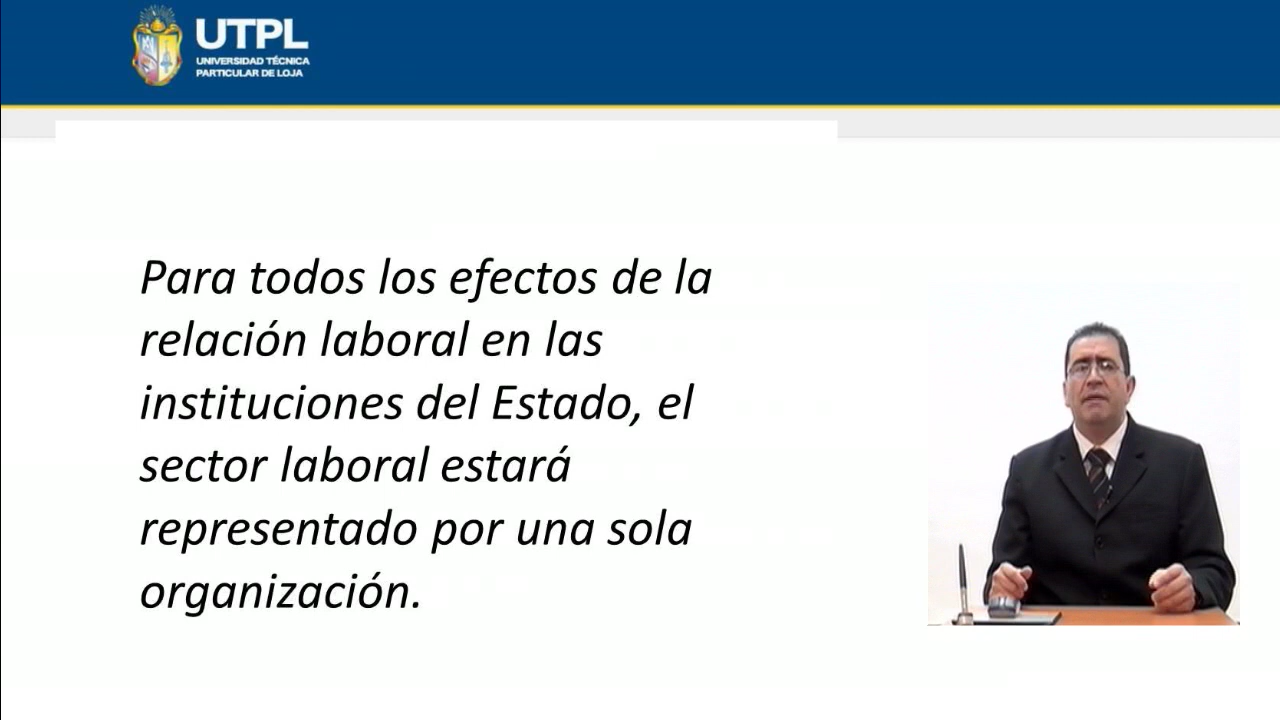 UTPL
UNIVERSIDAD TÉCNICA
PARTICULAR DE LOJA
Para todos los efectos de la
relación laboral en las
instituciones del Estado, el
sector laboral estará
representado por una sola
organización.